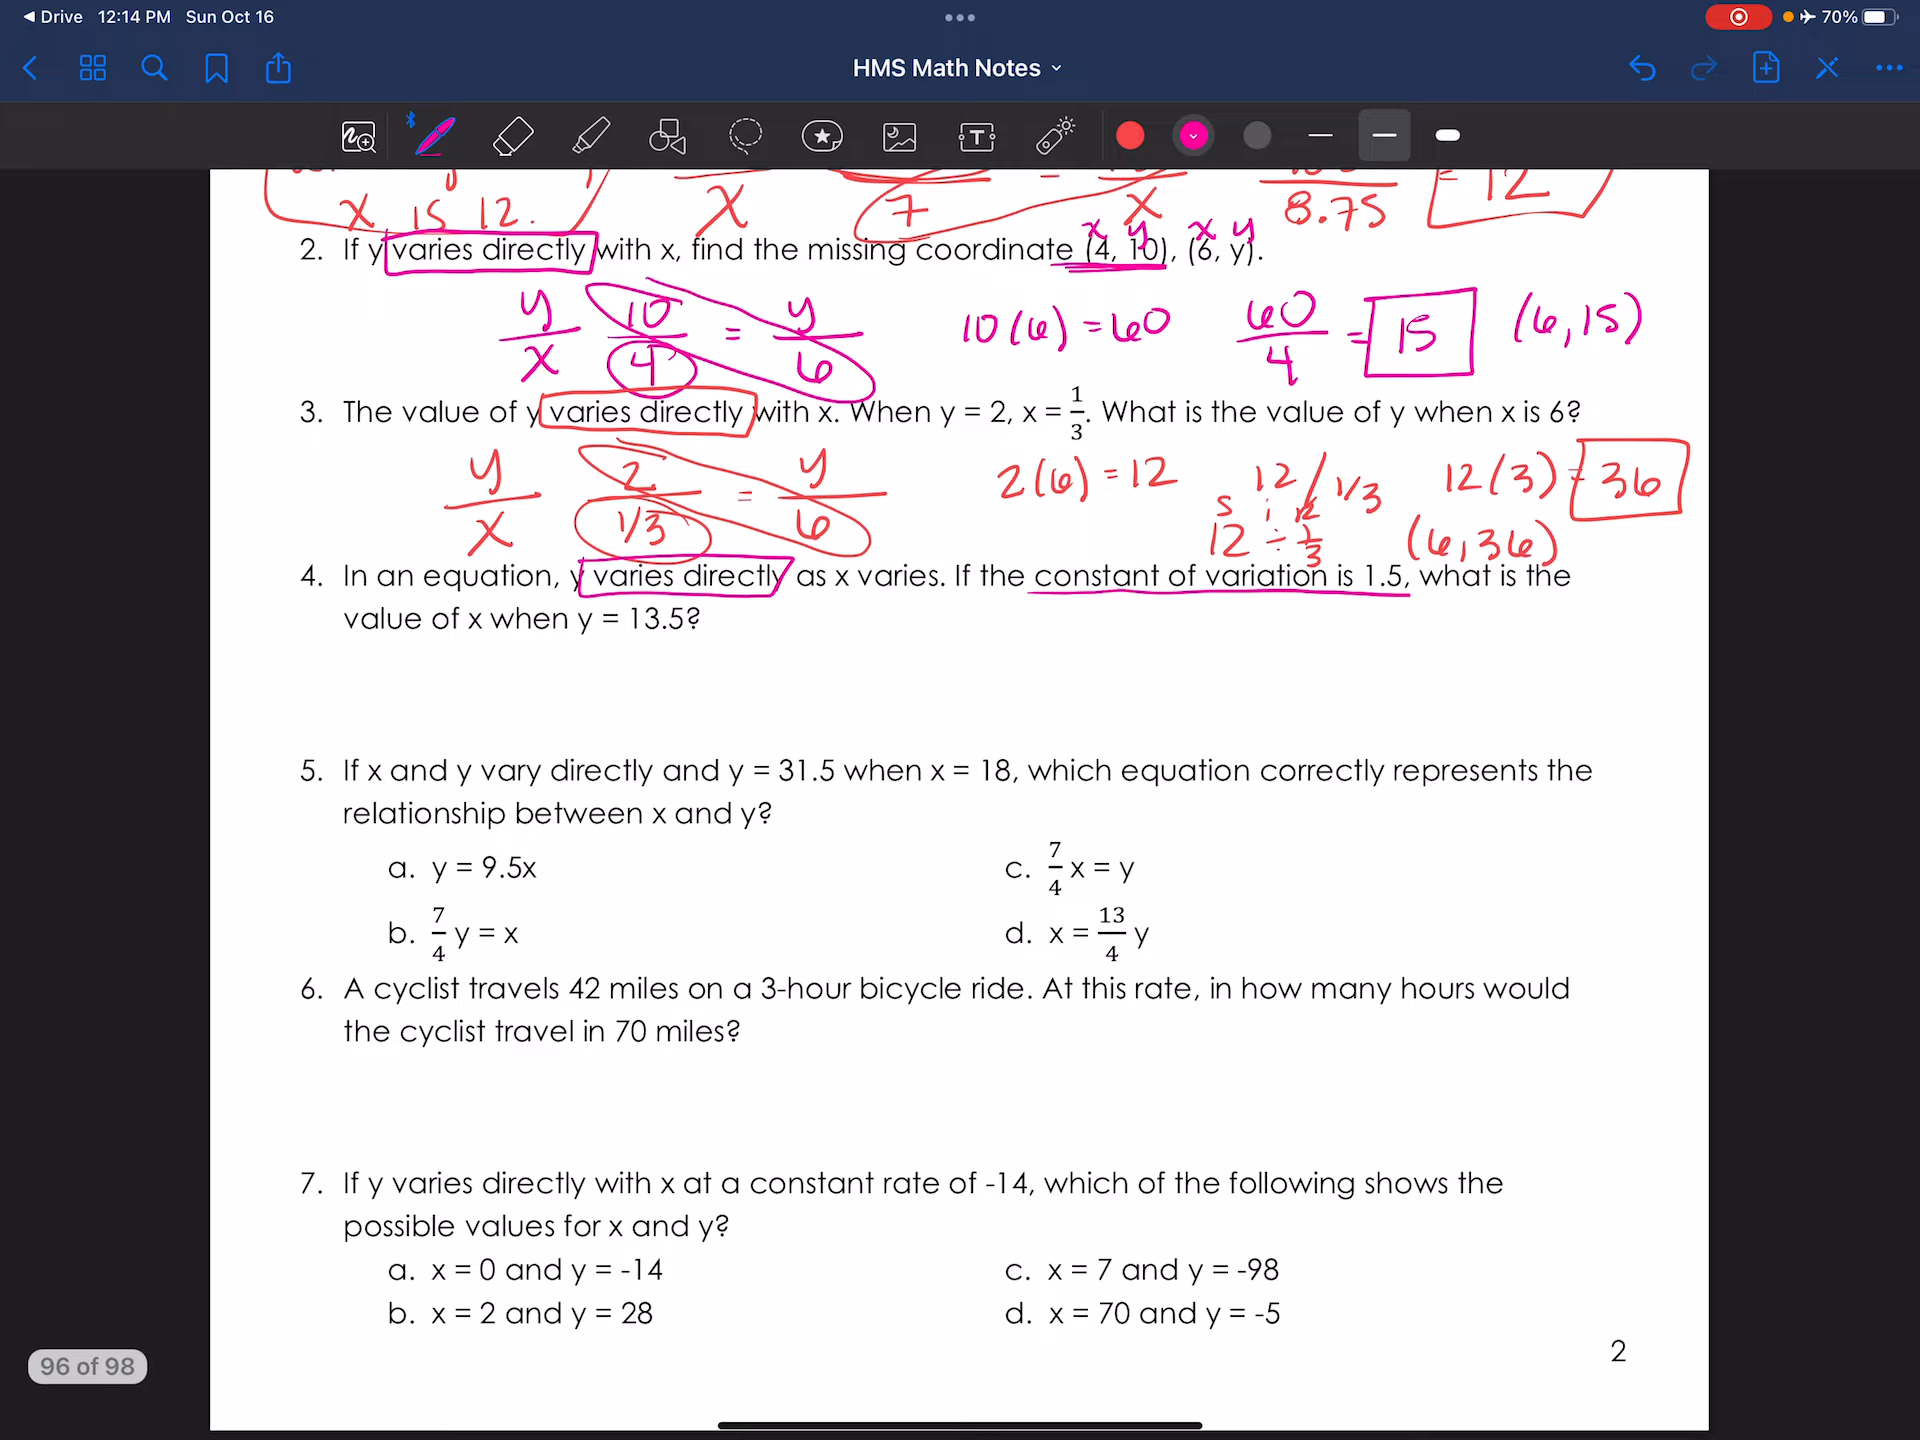 Drive 12:14 PM Sun Oct 16
70%
HMS Math Notes
T
x 15 12.
x
7
x
8.75
12
x y x y
2. If y varies directly with x, find the missing coordinate (4, 10), (6, y).
y/x 10/4 = y/6 10(6) = 60 60/4 = 15 (6,15)
3. The value of y varies directly with x. When y = 2, x = 1/3. What is the value of y when x is 6?
y/x 2/1/3 = y/6 2(6) = 12 12/1/3 12(3) = 36
12 ÷ 1/3 (6,36)
4. In an equation, y varies directly as x varies. If the constant of variation is 1.5, what is the
value of x when y = 13.5?
5. If x and y vary directly and y = 31.5 when x = 18, which equation correctly represents the
relationship between x and y?
a. y = 9.5x
c. 7/4 x = y
b. 7/4 y = x
d. x = 13/4 y
6. A cyclist travels 42 miles on a 3-hour bicycle ride. At this rate, in how many hours would
the cyclist travel in 70 miles?
7. If y varies directly with x at a constant rate of -14, which of the following shows the
possible values for x and y?
a. x = 0 and y = -14
c. x = 7 and y = -98
b. x = 2 and y = 28
d. x = 70 and y = -5
2
96 of 98